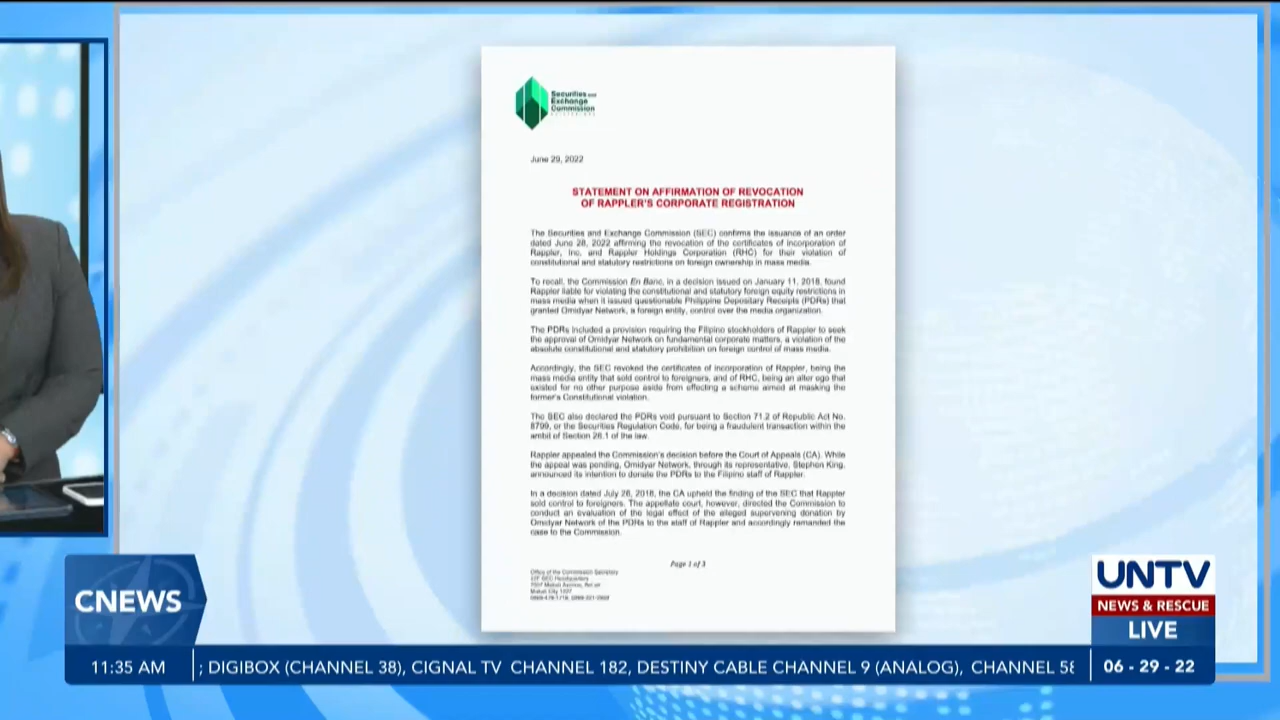 Securities and
Exchange
Commission
PHILIPPINES
June 29, 2022
STATEMENT ON AFFIRMATION OF REVOCATION
OF RAPPLER'S CORPORATE REGISTRATION
The Securities and Exchange Commission (SEC) confirms the issuance of an order
dated June 28, 2022 affirming the revocation of the certificates of incorporation of
Rappler, Inc. and Rappler Holdings Corporation (RHC) for their violation of
constitutional and statutory restrictions on foreign ownership in mass media.
To recall, the Commission En Banc, in a decision issued on January 11, 2018, found
Rappler liable for violating the constitutional and statutory foreign equity restrictions in
mass media when it issued questionable Philippine Depositary Receipts (PDRs) that
granted Omidyar Network, a foreign entity, control over the media organization.
The PDRs included a provision requiring the Filipino stockholders of Rappler to seek
the approval of Omidyar Network on fundamental corporate matters, a violation of the
absolute constitutional and statutory prohibition on foreign control of mass media.
Accordingly, the SEC revoked the certificates of incorporation of Rappler, being the
mass media entity that sold control to foreigners, and of RHC, being an alter ego that
existed for no other purpose aside from effecting a scheme aimed at masking the
former's Constitutional violation.
The SEC also declared the PDRs void pursuant to Section 71.2 of Republic Act No.
8799, or the Securities Regulation Code, for being a fraudulent transaction within the
ambit of Section 26.1 of the law.
Rappler appealed the Commission's decision before the Court of Appeals (CA). While
the appeal was pending, Omidyar Network, through its representative, Stephen King,
announced its intention to donate the PDRs to the Filipino staff of Rappler.
In a decision dated July 26, 2018, the CA upheld the finding of the SEC that Rappler
sold control to foreigners. The appellate court, however, directed the Commission to
conduct an evaluation of the legal effect of the alleged supervening donation by
Omidyar Network of the PDRs to the staff of Rappler and accordingly remanded the
case to the Commission.
Page 1 of 3
Office of the Commission Secretary
SEC Headquarters
Makati Avenue, Bel-Air
Makati City
CNEWS
UNTV
NEWS & RESCUE
LIVE
11:35 AM
; DIGIBOX (CHANNEL 38), CIGNAL TV CHANNEL 182, DESTINY CABLE CHANNEL 9 (ANALOG), CHANNEL 58
06 - 29 - 22